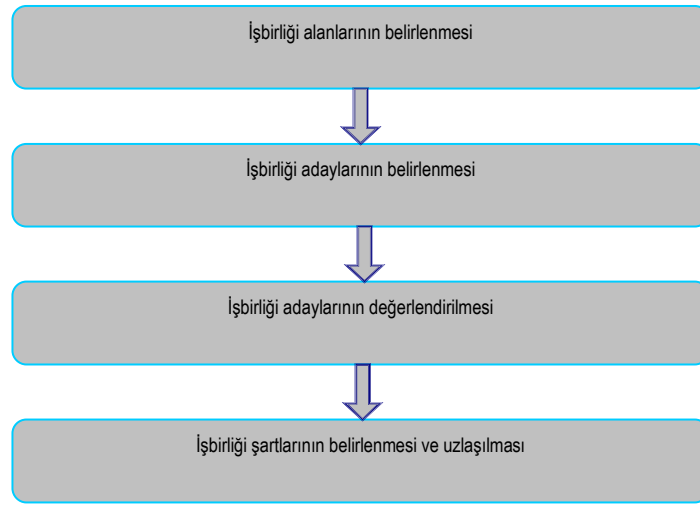 İşbirliği alanlarının belirlenmesi
İşbirliği adaylarının belirlenmesi
İşbirliği adaylarının değerlendirilmesi
İşbirliği şartlarının belirlenmesi ve uzlaşılması